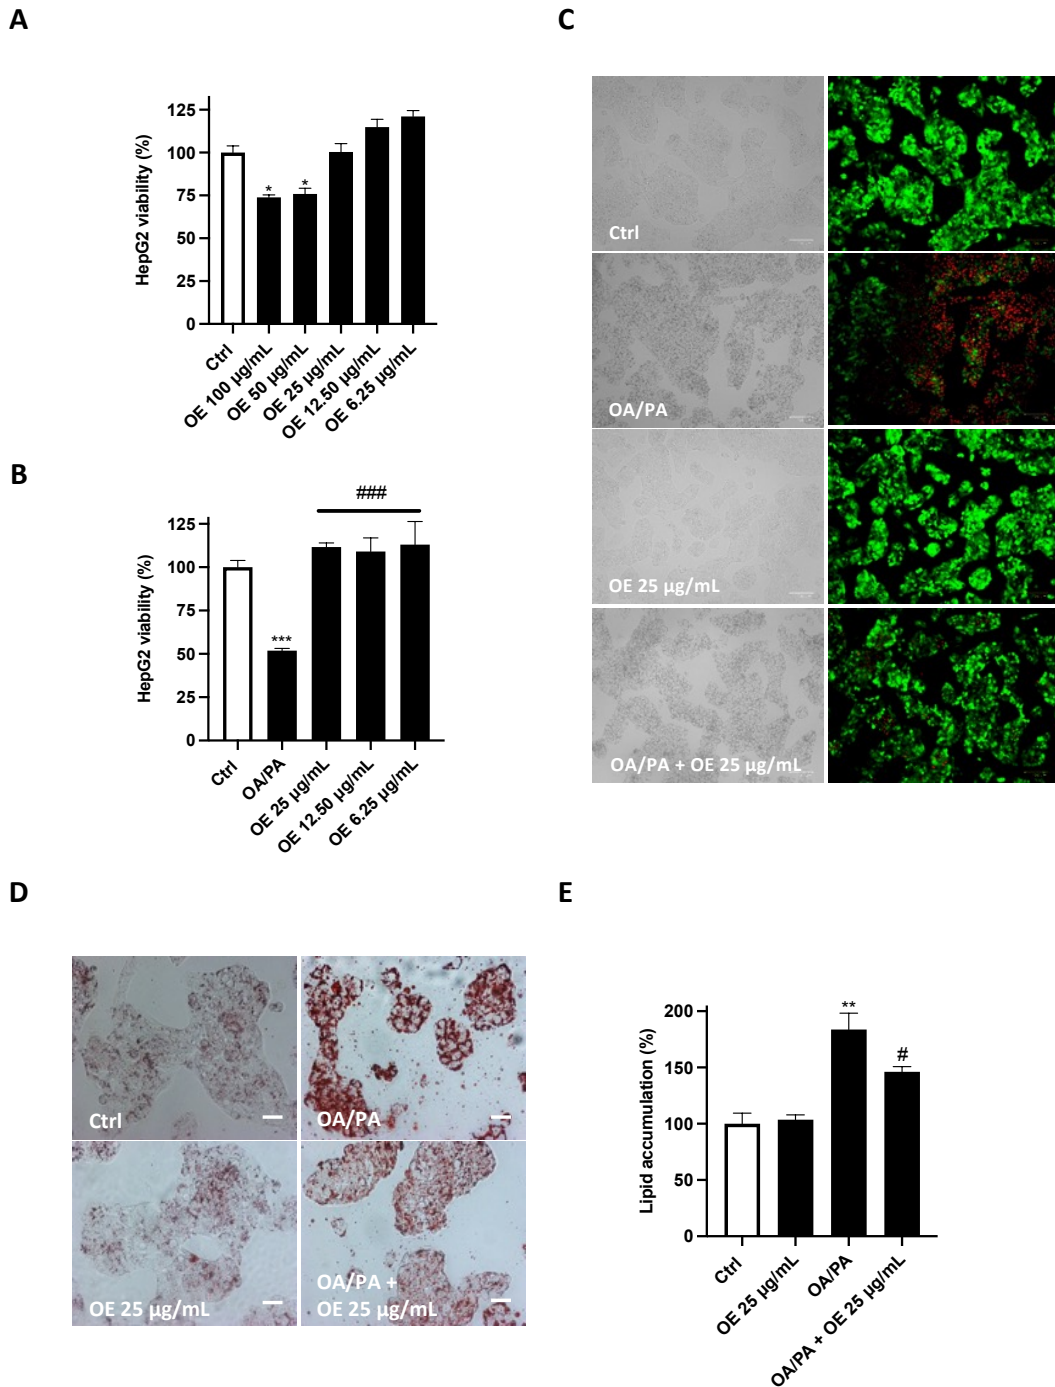 A
HepG2 viability (%)
125
100
75
50
25
0
*
*
Ctrl
OE 100 µg/mL
OE 50 µg/mL
OE 25 µg/mL
OE 12.50 µg/mL
OE 6.25 µg/mL
B
HepG2 viability (%)
125
100
75
50
25
0
***
###
Ctrl
OA/PA
OE 25 µg/mL
OE 12.50 µg/mL
OE 6.25 µg/mL
C
Ctrl
OA/PA
OE 25 µg/mL
OA/PA + OE 25 µg/mL
D
Ctrl
OA/PA
OE 25 µg/mL
OA/PA +
OE 25 µg/mL
E
Lipid accumulation (%)
200
150
100
50
0
**
#
Ctrl
OE 25 µg/mL
OA/PA
OA/PA + OE 25 µg/mL